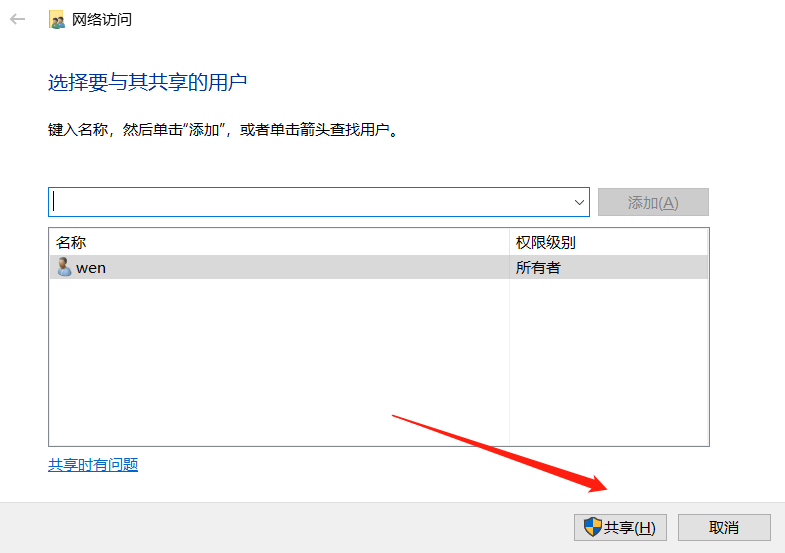 网络访问
选择要与其共享的用户
键入名称，然后单击“添加”，或者单击箭头查找用户。
添加(A)
名称 权限级别
wen 所有者
共享时有问题
共享(H) 取消